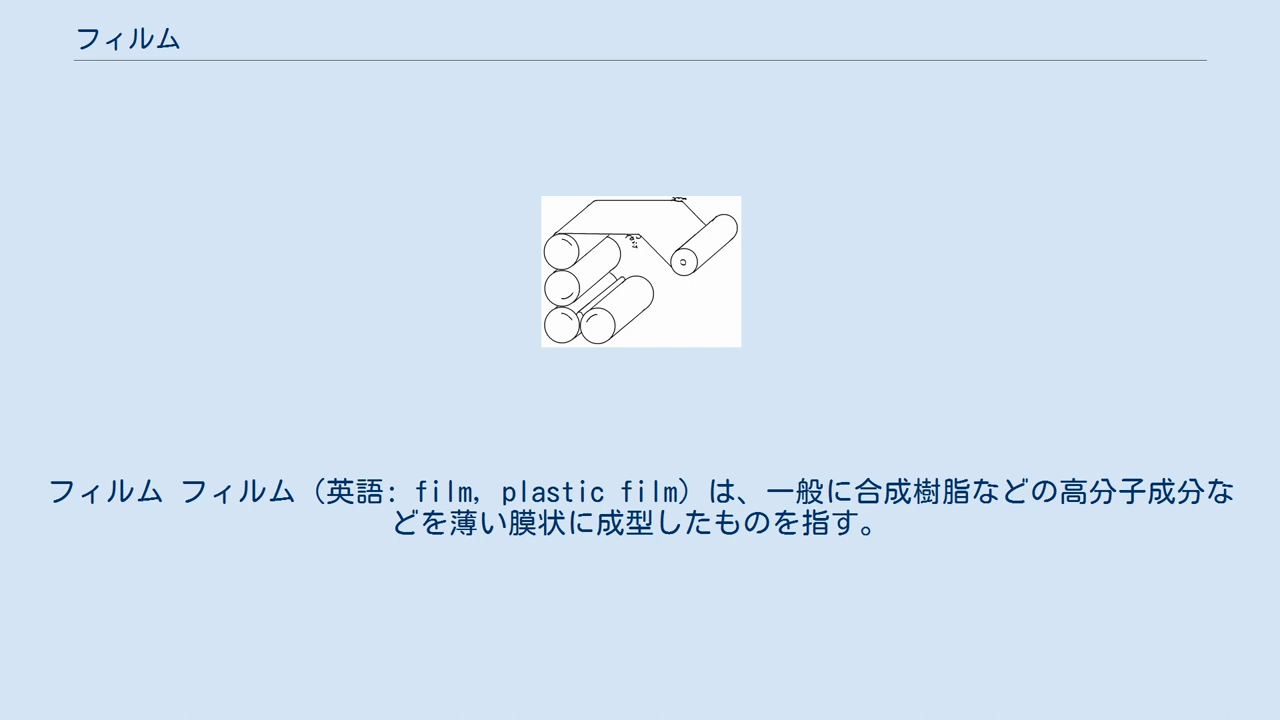 フィルム
フィルム フィルム（英語: film, plastic film）は、一般に合成樹脂などの高分子成分な
どを薄い膜状に成型したものを指す。